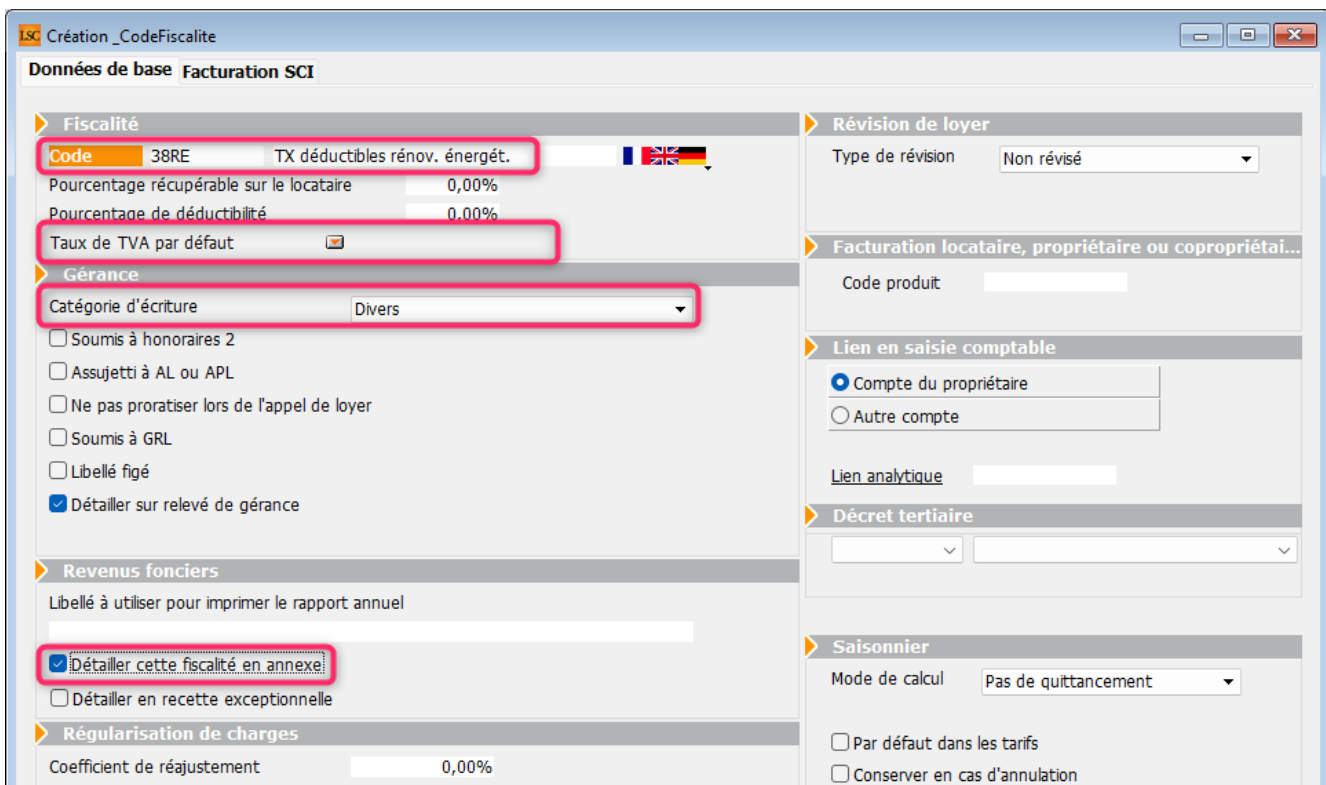 LSC Création _CodeFiscalite
Données de base Facturation SCI
Fiscalité
Code 38RE TX déductibles rénov. énergét.
Pourcentage récupérable sur le locataire 0,00%
Pourcentage de déductibilité 0,00%
Taux de TVA par défaut
Gérance
Catégorie d'écriture Divers
Soumis à honoraires 2
Assujetti à AL ou APL
Ne pas proratiser lors de l'appel de loyer
Soumis à GRL
Libellé figé
Détailler sur relevé de gérance
Revenus fonciers
Libellé à utiliser pour imprimer le rapport annuel
Détailler cette fiscalité en annexe
Détailler en recette exceptionnelle
Régularisation de charges
Coefficient de réajustement 0,00%
Révision de loyer
Type de révision Non révisé
Facturation locataire, propriétaire ou copropriétai...
Code produit
Lien en saisie comptable
Compte du propriétaire
Autre compte
Lien analytique
Décret tertiaire
Saisonnier
Mode de calcul Pas de quittancement
Par défaut dans les tarifs
Conserver en cas d'annulation